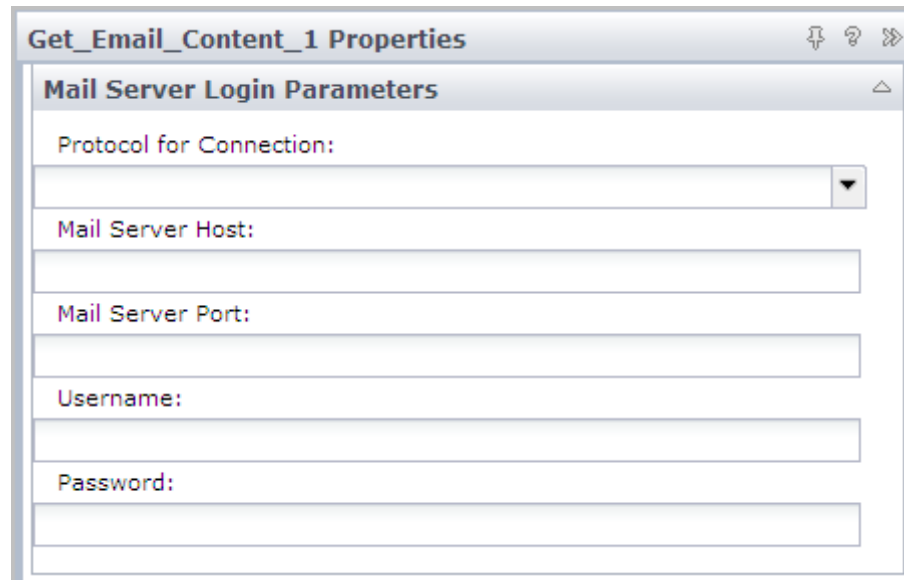 Get_Email_Content_1 Properties
Mail Server Login Parameters
Protocol for Connection:
Mail Server Host:
Mail Server Port:
Username:
Password: